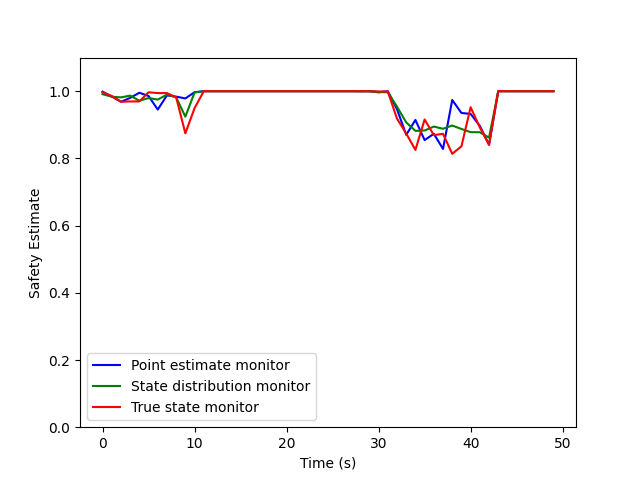 1.0
0.8
0.6
0.4
0.2
0.0
Safety Estimate
Point estimate monitor
State distribution monitor
True state monitor
0 10 20 30 40 50
Time (s)